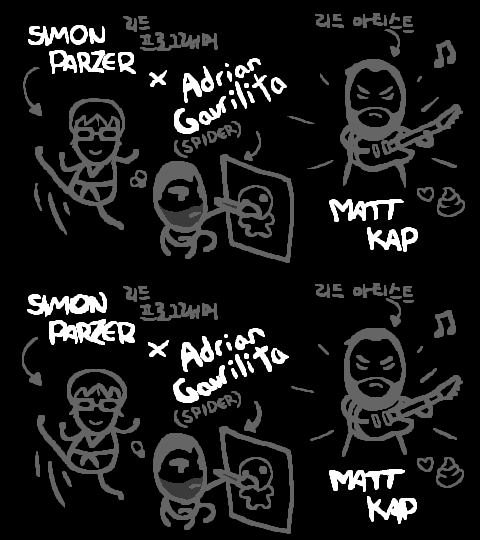 리드
프로그래머
SIMON
PARZER
×
Adrian
Gavrilita
(SPIDER)
리드 아티스트
MATT
KAP
리드
프로그래머
SIMON
PARZER
×
Adrian
Gavrilita
(SPIDER)
리드 아티스트
MATT
KAP